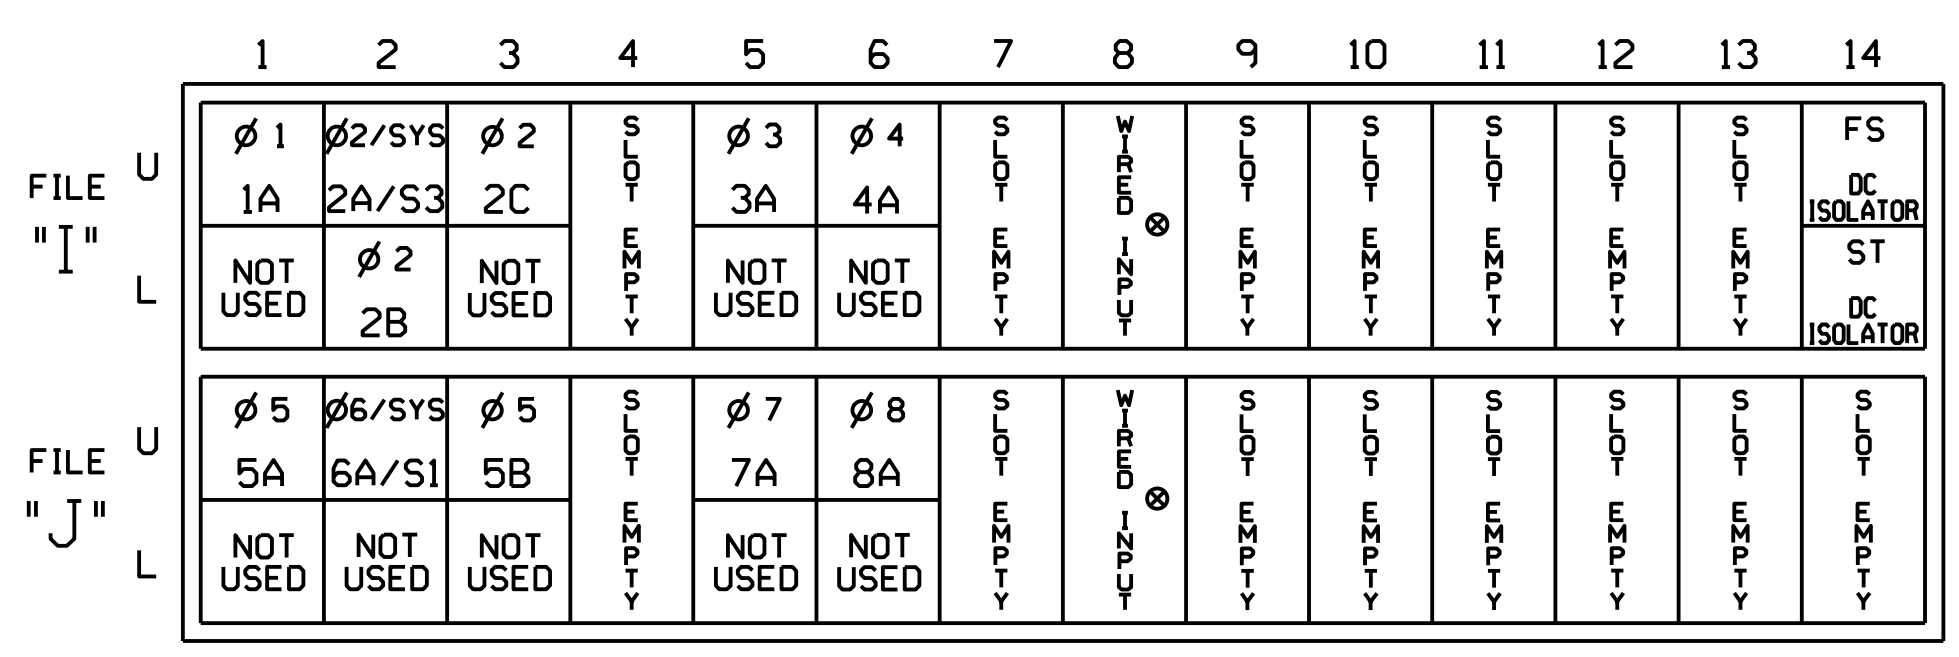 1 2 3 4 5 6 7 8 9 10 11 12 13 14
FILE "I"
U
L
Ø 1
1A
NOT
USED
Ø2/SYS
2A/S3
Ø 2
2B
Ø 2
2C
NOT
USED
SLOT EMPTY
Ø 3
3A
NOT
USED
Ø 4
4A
NOT
USED
SLOT EMPTY
WIRED INPUT
⊗
SLOT EMPTY
SLOT EMPTY
SLOT EMPTY
SLOT EMPTY
SLOT EMPTY
FS
DC
ISOLATOR
ST
DC
ISOLATOR
FILE "J"
U
L
Ø 5
5A
NOT
USED
Ø6/SYS
6A/S1
NOT
USED
Ø 5
5B
NOT
USED
SLOT EMPTY
Ø 7
7A
NOT
USED
Ø 8
8A
NOT
USED
SLOT EMPTY
WIRED INPUT
⊗
SLOT EMPTY
SLOT EMPTY
SLOT EMPTY
SLOT EMPTY
SLOT EMPTY
SLOT EMPTY